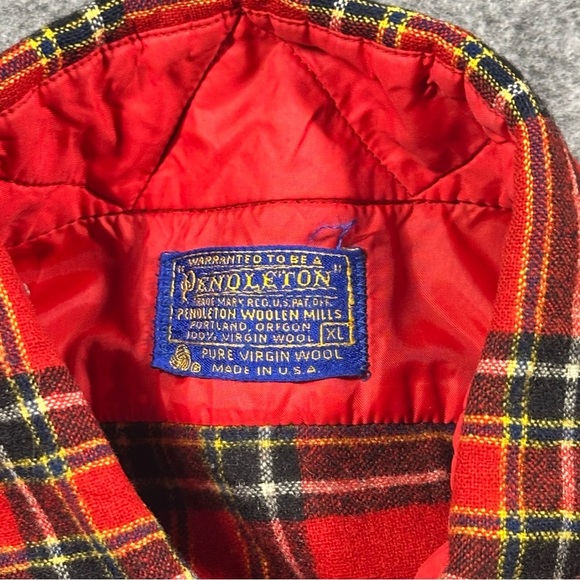 WARRANTED TO BE A
"PENDLETON"
TRADE MARK REG. U.S. PAT. OFF.
PENDLETON WOOLEN MILLS
PORTLAND, OREGON
100% VIRGIN WOOL XL
PURE VIRGIN WOOL
MADE IN U.S.A.